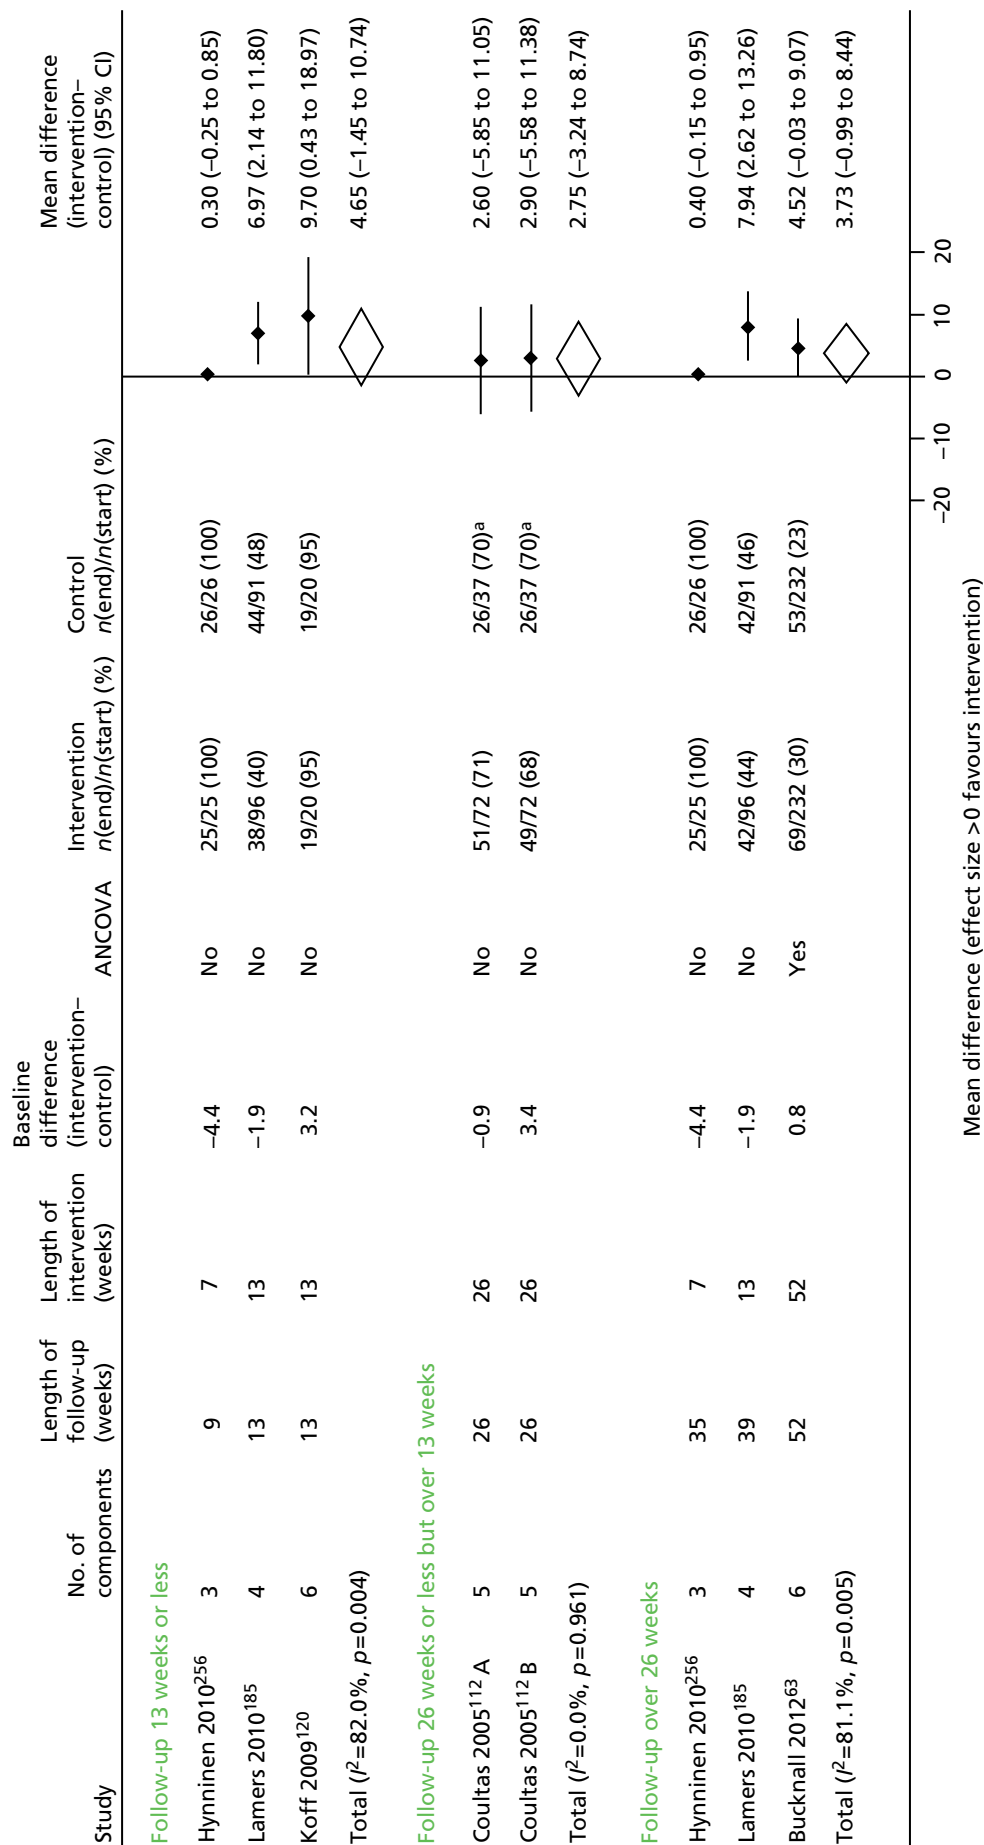 Study No. of components Length of follow-up (weeks) Length of intervention (weeks) Baseline difference (intervention–control) ANCOVA Intervention n(end)/n(start) (%) Control n(end)/n(start) (%) Mean difference (intervention–control) (95% CI)
Follow-up 13 weeks or less
Hynninen 2010²⁵⁶ 3 9 7 −4.4 No 25/25 (100) 26/26 (100) 0.30 (−0.25 to 0.85)
Lamers 2010¹⁸⁵ 4 13 13 −1.9 No 38/96 (40) 44/91 (48) 6.97 (2.14 to 11.80)
Koff 2009¹²⁰ 6 13 13 3.2 No 19/20 (95) 19/20 (95) 9.70 (0.43 to 18.97)
Total (I²=82.0%, p=0.004) 4.65 (−1.45 to 10.74)
Follow-up 26 weeks or less but over 13 weeks
Coultas 2005¹¹² A 5 26 26 −0.9 No 51/72 (71) 26/37 (70)ᵃ 2.60 (−5.85 to 11.05)
Coultas 2005¹¹² B 5 26 26 3.4 No 49/72 (68) 26/37 (70)ᵃ 2.90 (−5.58 to 11.38)
Total (I²=0.0%, p=0.961) 2.75 (−3.24 to 8.74)
Follow-up over 26 weeks
Hynninen 2010²⁵⁶ 3 35 7 −4.4 No 25/25 (100) 26/26 (100) 0.40 (−0.15 to 0.95)
Lamers 2010¹⁸⁵ 4 39 13 −1.9 No 42/96 (44) 42/91 (46) 7.94 (2.62 to 13.26)
Bucknall 2012⁶³ 6 52 52 0.8 Yes 69/232 (30) 53/232 (23) 4.52 (−0.03 to 9.07)
Total (I²=81.1%, p=0.005) 3.73 (−0.99 to 8.44)
−20 −10 0 10 20
Mean difference (effect size >0 favours intervention)